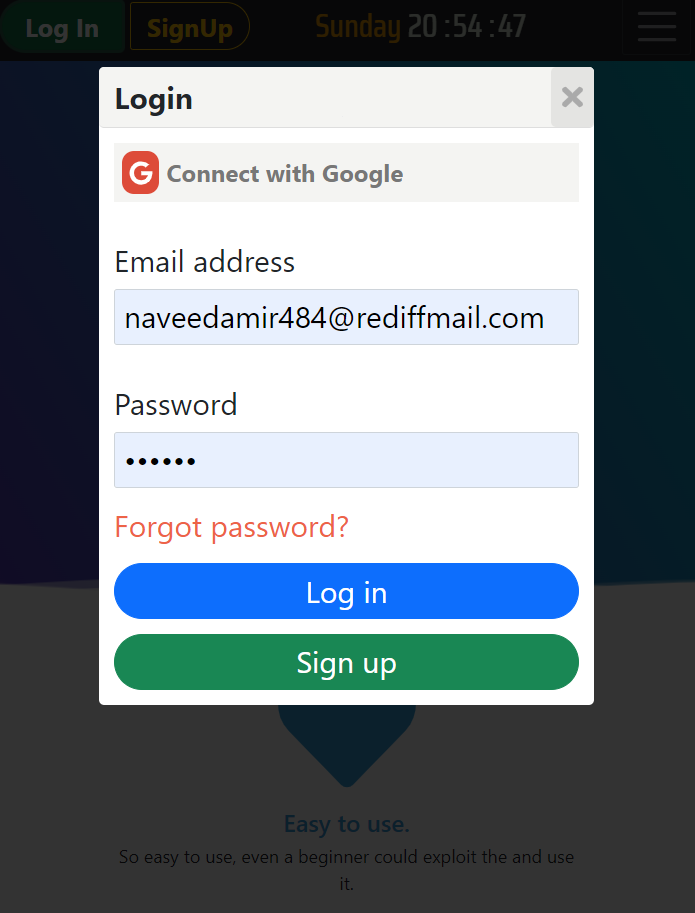 Log In
SignUp
Sunday 20 : 54 : 47
Login
×
G Connect with Google
Email address
naveedamir484@rediffmail.com
Password
••••••
Forgot password?
Log in
Sign up
Easy to use.
So easy to use, even a beginner could exploit the and use
it.